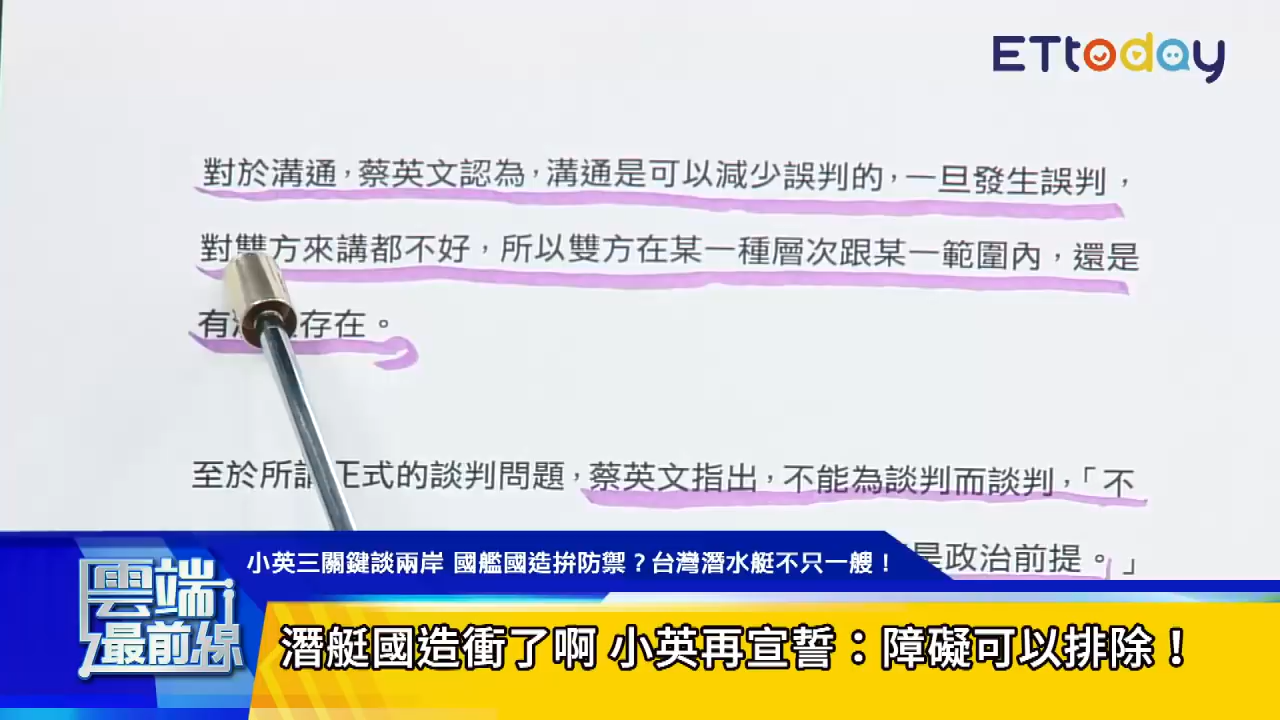 ETtoday
對於溝通，蔡英文認為，溝通是可以減少誤判的，一旦發生誤判，
對雙方來講都不好，所以雙方在某一種層次跟某一範圍內，還是
有存在。
至於所講正式的談判問題，蔡英文指出，不能為談判而談判，「不
是政治前提。」
小英三關鍵談兩岸 國艦國造拚防禦？台灣潛水艇不只一艘！
雲端
最前線
潛艇國造衝了啊 小英再宣誓：障礙可以排除！